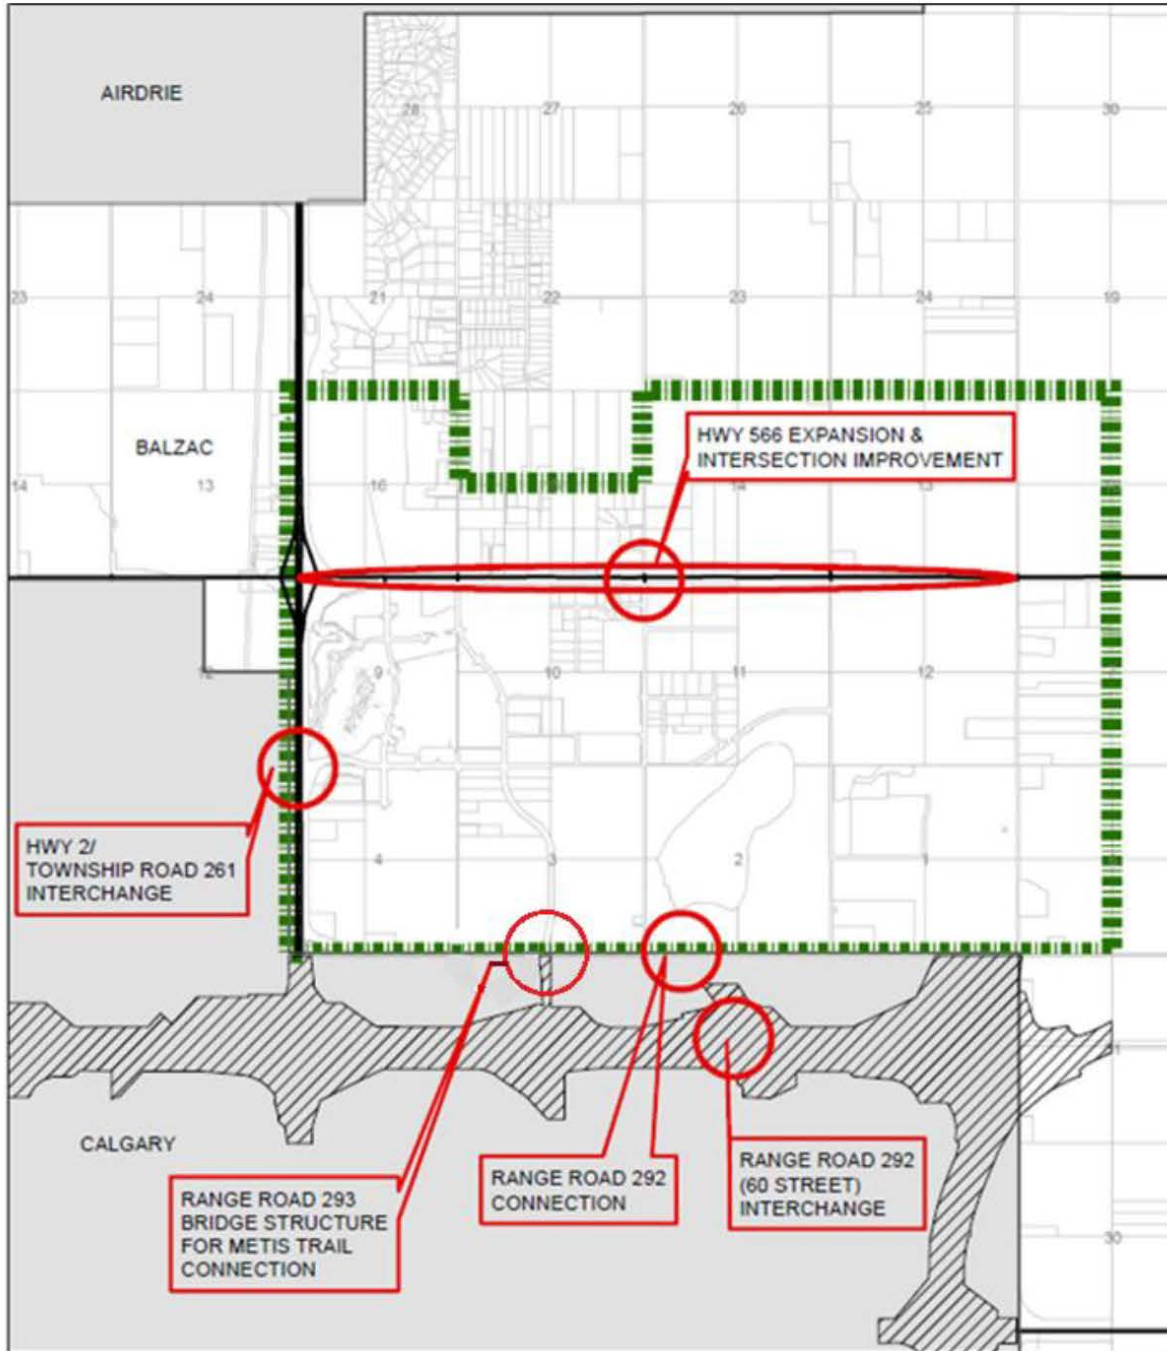 AIRDRIE
28
27
26
25
30
23
24
21
22
23
24
19
HWY 566 EXPANSION &
INTERSECTION IMPROVEMENT
BALZAC
14
13
16
14
13
12
9
10
11
12
HWY 2/
TOWNSHIP ROAD 261
INTERCHANGE
4
3
2
1
31
CALGARY
RANGE ROAD 293
BRIDGE STRUCTURE
FOR METIS TRAIL
CONNECTION
RANGE ROAD 292
CONNECTION
RANGE ROAD 292
(60 STREET)
INTERCHANGE
30